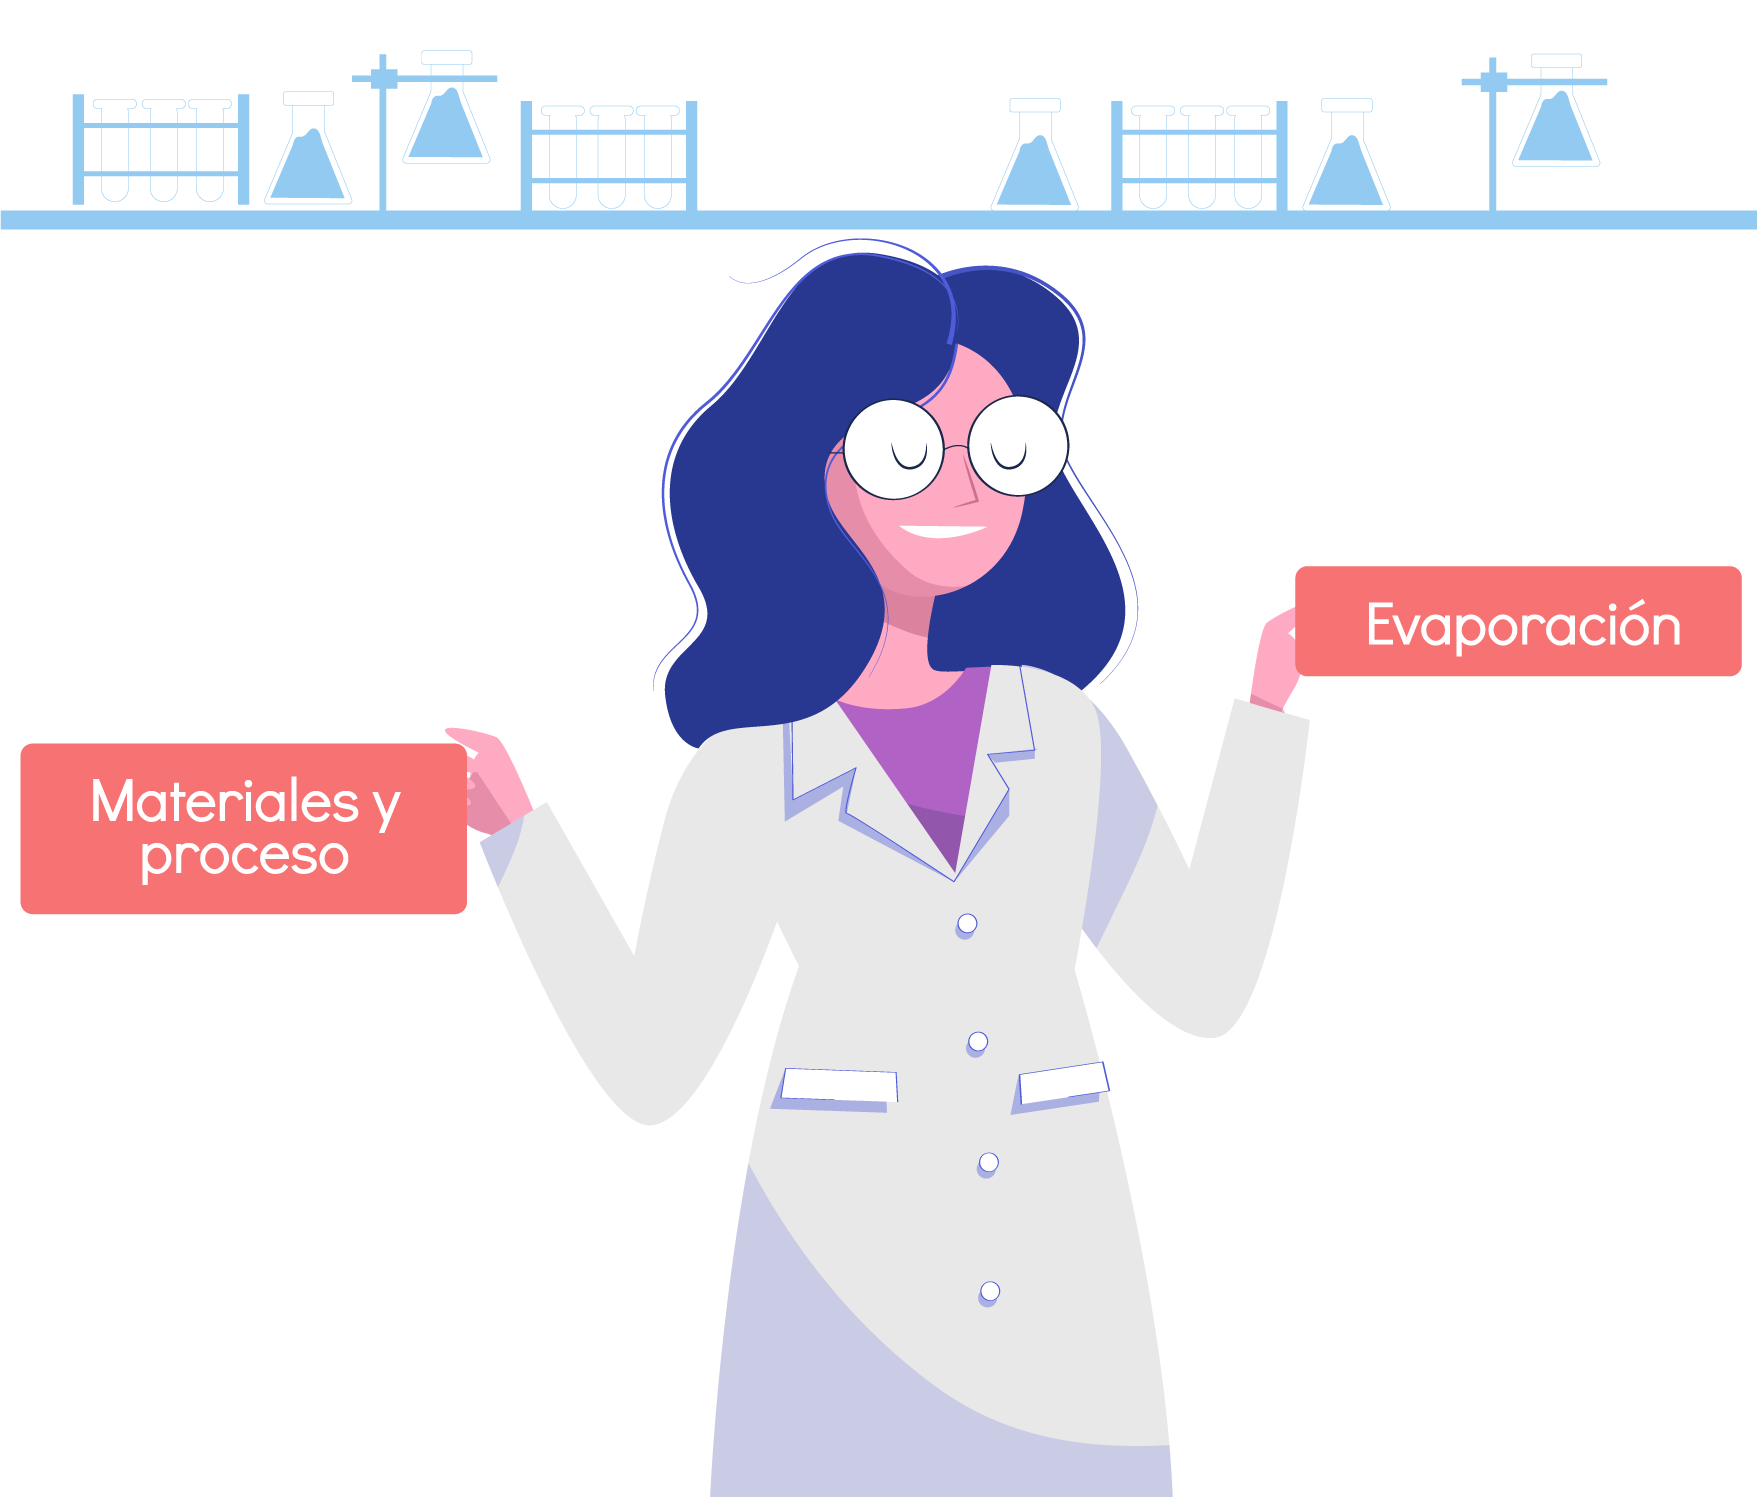 Evaporación
Materiales y
proceso